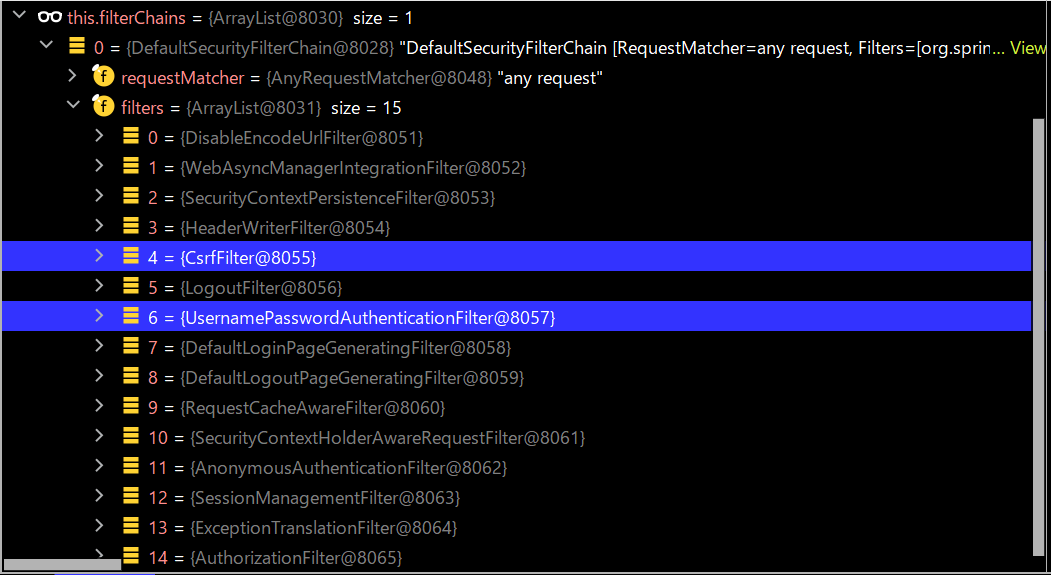 this.filterChains = {ArrayList@8030} size = 1
0 = {DefaultSecurityFilterChain@8028} "DefaultSecurityFilterChain [RequestMatcher=any request, Filters=[org.sprin... View
f requestMatcher = {AnyRequestMatcher@8048} "any request"
f filters = {ArrayList@8031} size = 15
0 = {DisableEncodeUrlFilter@8051}
1 = {WebAsyncManagerIntegrationFilter@8052}
2 = {SecurityContextPersistenceFilter@8053}
3 = {HeaderWriterFilter@8054}
4 = {CsrfFilter@8055}
5 = {LogoutFilter@8056}
6 = {UsernamePasswordAuthenticationFilter@8057}
7 = {DefaultLoginPageGeneratingFilter@8058}
8 = {DefaultLogoutPageGeneratingFilter@8059}
9 = {RequestCacheAwareFilter@8060}
10 = {SecurityContextHolderAwareRequestFilter@8061}
11 = {AnonymousAuthenticationFilter@8062}
12 = {SessionManagementFilter@8063}
13 = {ExceptionTranslationFilter@8064}
14 = {AuthorizationFilter@8065}